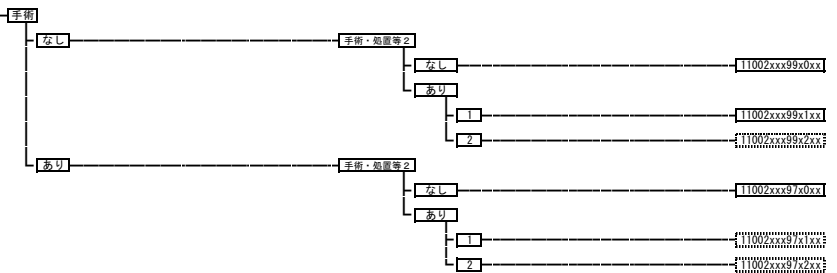 手術
なし 手術・処置等２
なし 11002xxx99x0xx
あり
1 11002xxx99x1xx
2 11002xxx99x2xx
あり 手術・処置等２
なし 11002xxx97x0xx
あり
1 11002xxx97x1xx
2 11002xxx97x2xx